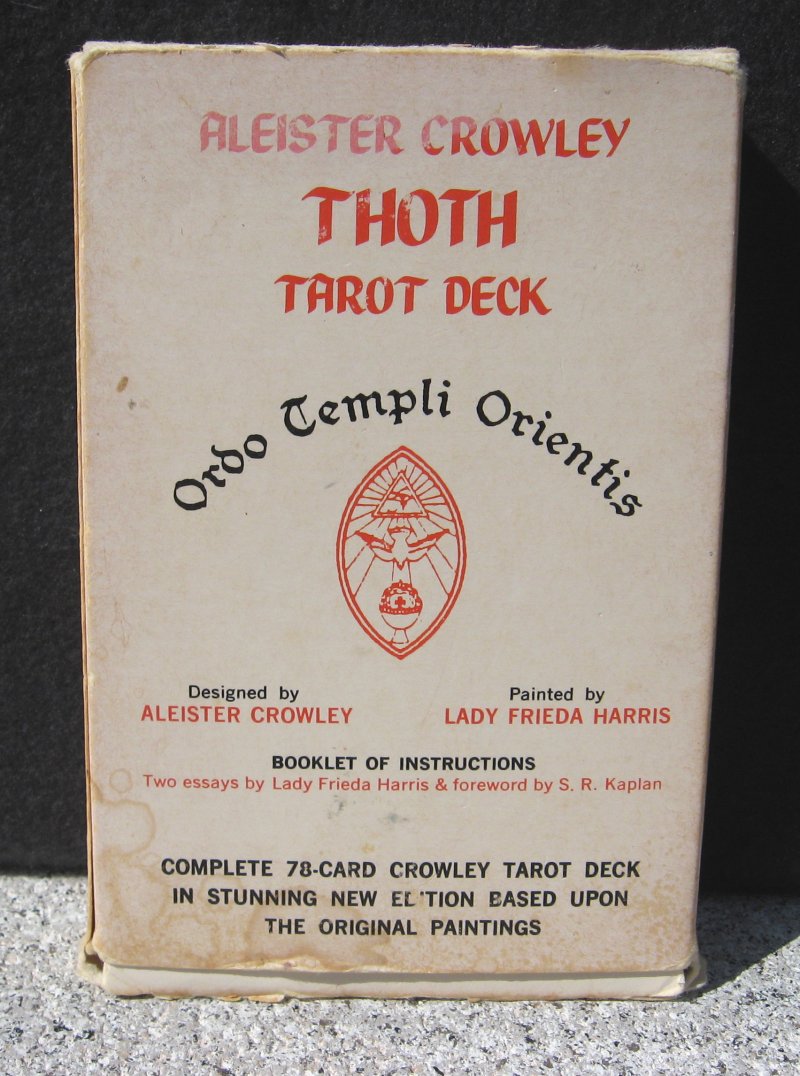 ALEISTER CROWLEY
THOTH
TAROT DECK
Ordo Templi Orientis
Designed by
ALEISTER CROWLEY
Painted by
LADY FRIEDA HARRIS
BOOKLET OF INSTRUCTIONS
Two essays by Lady Frieda Harris & foreword by S. R. Kaplan
COMPLETE 78-CARD CROWLEY TAROT DECK
IN STUNNING NEW EDITION BASED UPON
THE ORIGINAL PAINTINGS